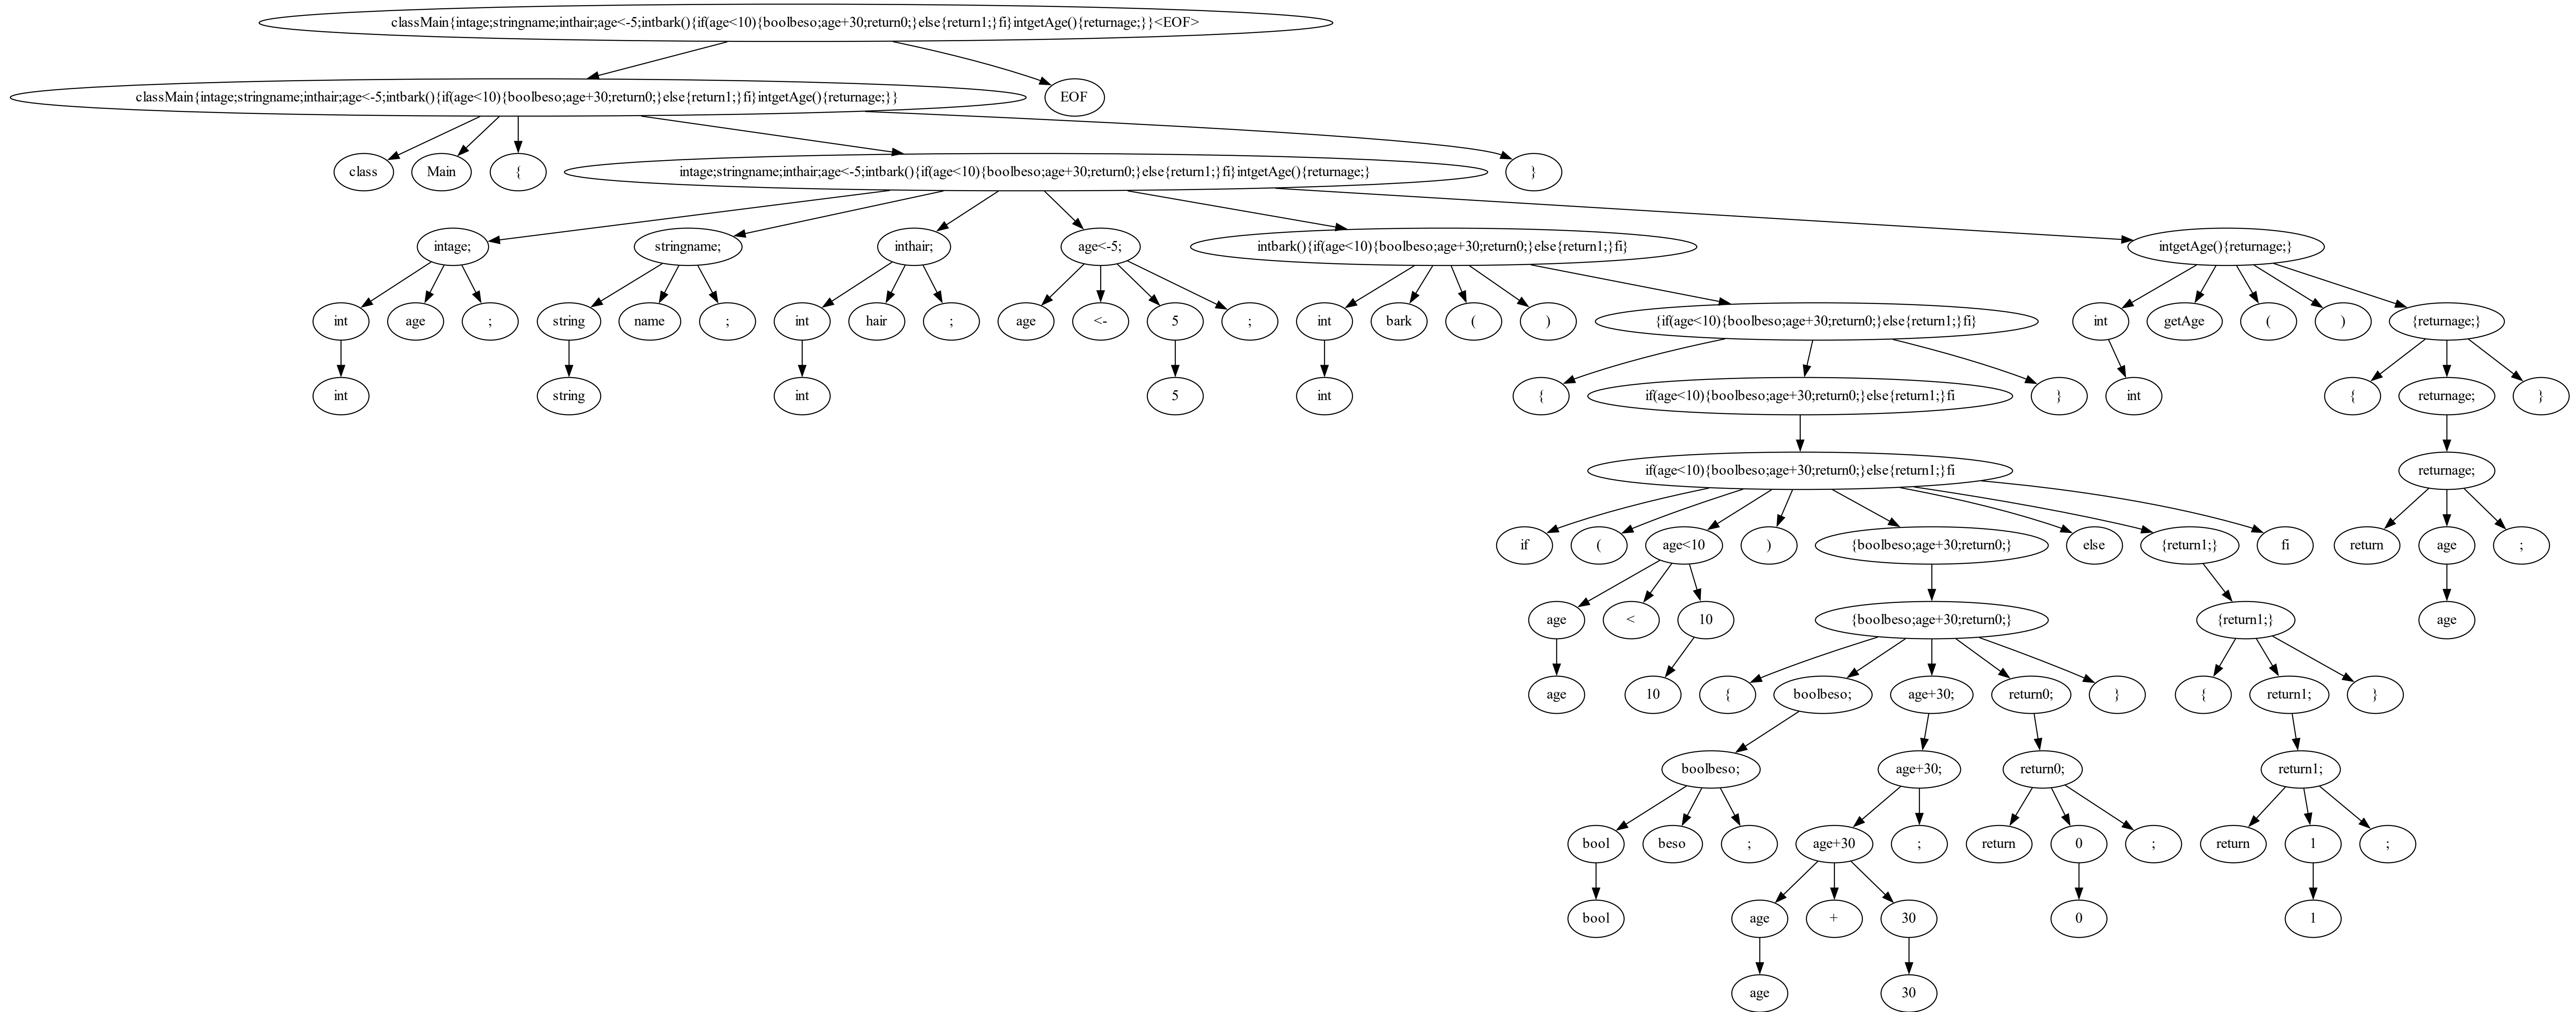 classMain{intage;stringname;inthair;age<-5;intbark(){if(age<10){boolbeso;age+30;return0;}else{return1;}fi}intgetAge(){returnage;}}<EOF>
classMain{intage;stringname;inthair;age<-5;intbark(){if(age<10){boolbeso;age+30;return0;}else{return1;}fi}intgetAge(){returnage;}}
EOF
class
Main
{
intage;stringname;inthair;age<-5;intbark(){if(age<10){boolbeso;age+30;return0;}else{return1;}fi}intgetAge(){returnage;}
}
intage;
stringname;
inthair;
age<-5;
intbark(){if(age<10){boolbeso;age+30;return0;}else{return1;}fi}
intgetAge(){returnage;}
int
age
;
string
name
;
int
hair
;
age
<-
5
;
int
bark
(
)
{if(age<10){boolbeso;age+30;return0;}else{return1;}fi}
int
getAge
(
)
{returnage;}
int
string
int
5
int
{
if(age<10){boolbeso;age+30;return0;}else{return1;}fi
}
int
{
returnage;
}
if(age<10){boolbeso;age+30;return0;}else{return1;}fi
returnage;
if
(
age<10
)
{boolbeso;age+30;return0;}
else
{return1;}
fi
return
age
;
age
<
10
{boolbeso;age+30;return0;}
{return1;}
age
age
10
{
boolbeso;
age+30;
return0;
}
{
return1;
}
boolbeso;
age+30;
return0;
return1;
bool
beso
;
age+30
;
return
0
;
return
1
;
bool
age
+
30
0
1
age
30